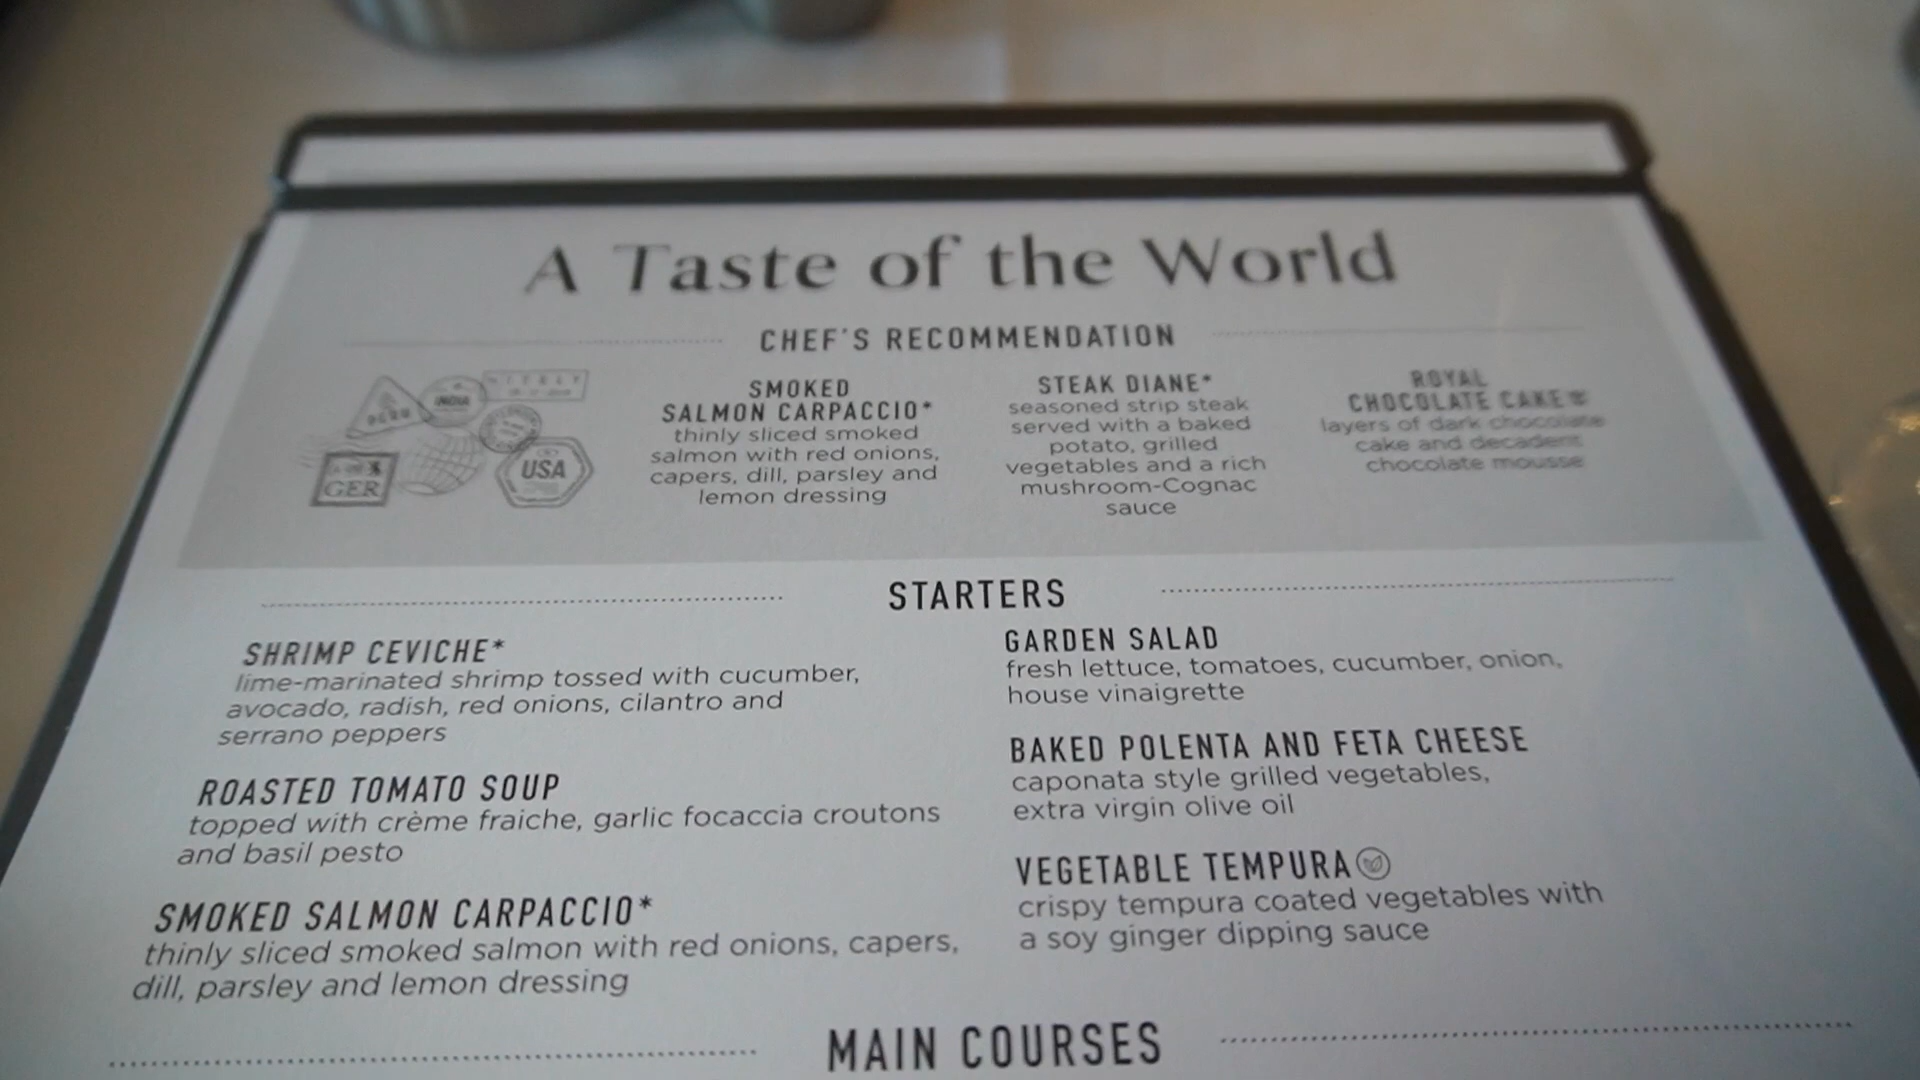 A Taste of the World
CHEF'S RECOMMENDATION
PERU
INDIA
ITALY
GER
USA
SMOKED
SALMON CARPACCIO*
thinly sliced smoked
salmon with red onions,
capers, dill, parsley and
lemon dressing
STEAK DIANE*
seasoned strip steak
served with a baked
potato, grilled
vegetables and a rich
mushroom-Cognac
sauce
ROYAL
CHOCOLATE CAKE
layers of dark chocolate
cake and decadent
chocolate mousse
STARTERS
SHRIMP CEVICHE*
lime-marinated shrimp tossed with cucumber,
avocado, radish, red onions, cilantro and
serrano peppers
ROASTED TOMATO SOUP
topped with crème fraiche, garlic focaccia croutons
and basil pesto
SMOKED SALMON CARPACCIO*
thinly sliced smoked salmon with red onions, capers,
dill, parsley and lemon dressing
GARDEN SALAD
fresh lettuce, tomatoes, cucumber, onion,
house vinaigrette
BAKED POLENTA AND FETA CHEESE
caponata style grilled vegetables,
extra virgin olive oil
VEGETABLE TEMPURA
crispy tempura coated vegetables with
a soy ginger dipping sauce
MAIN COURSES